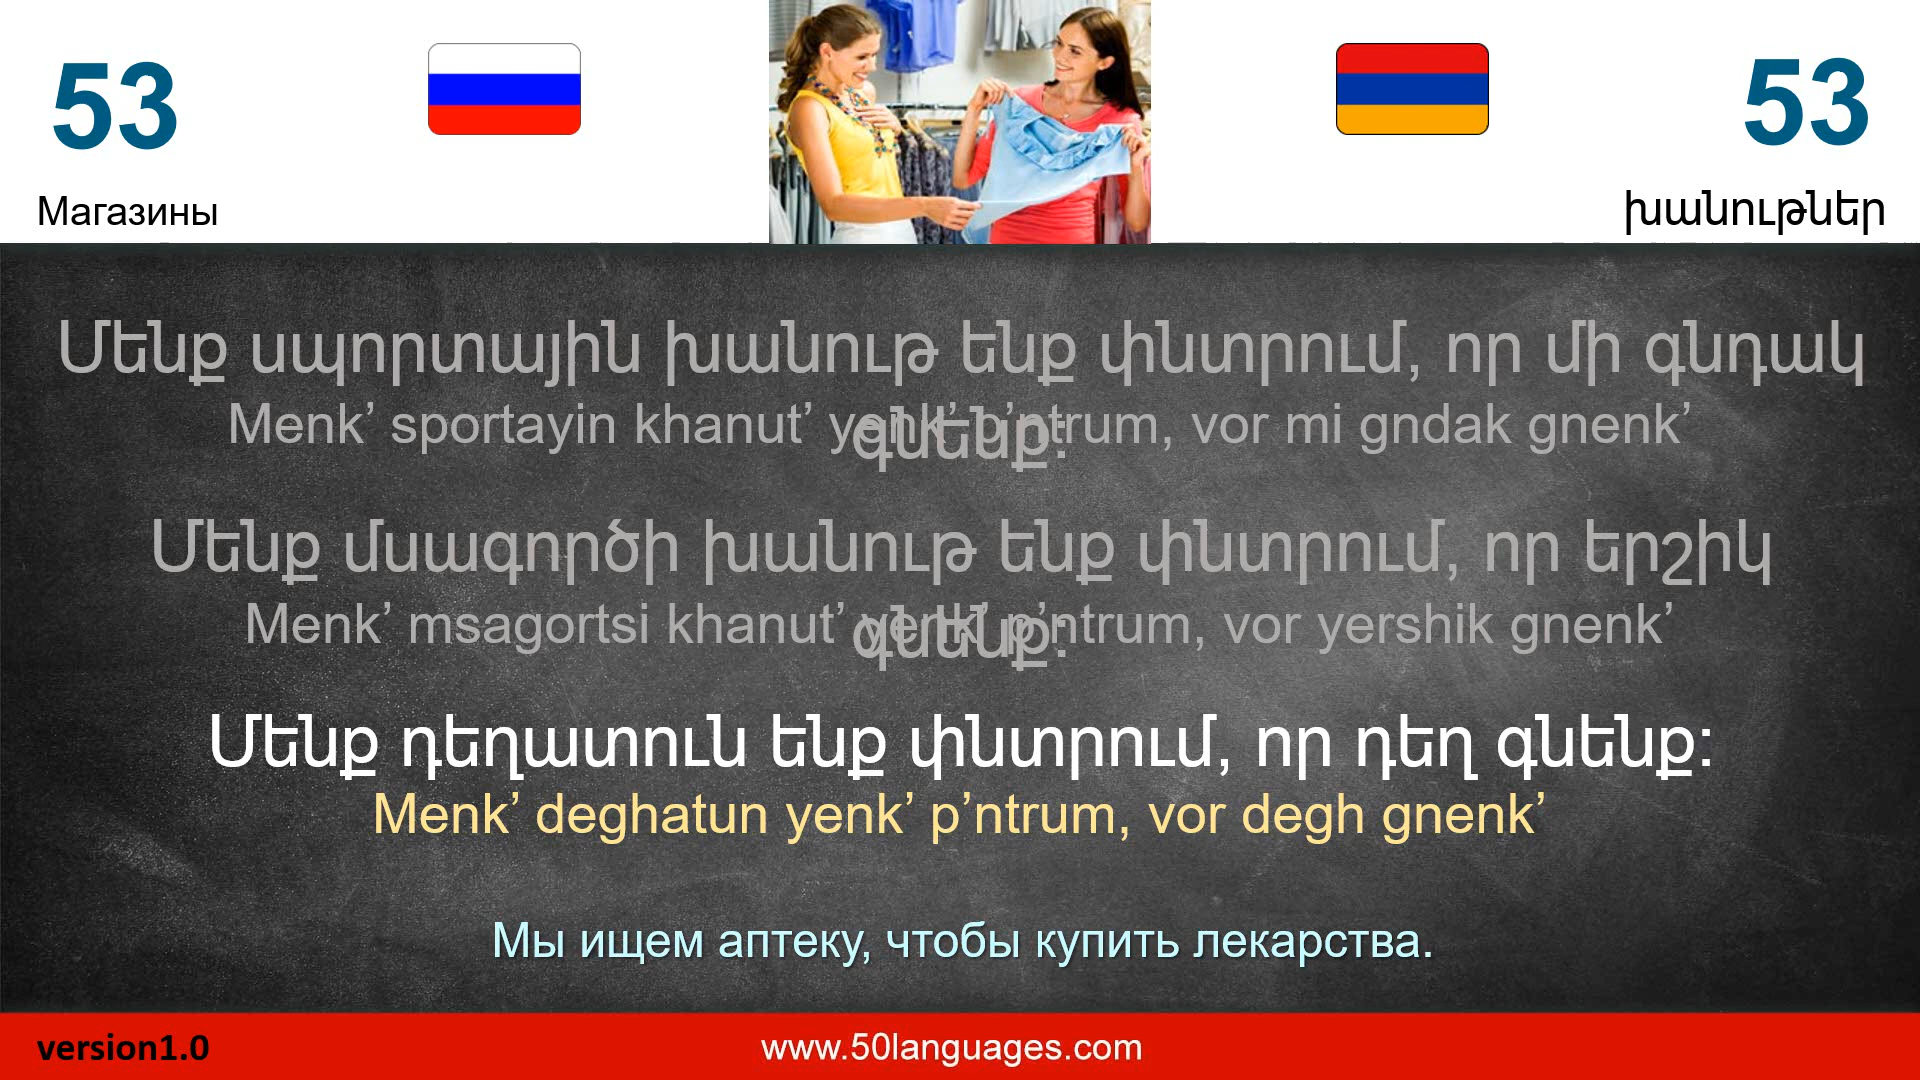 53
53
Магазины
խանութներ
Մենք սպորտային խանութ ենք փնտրում, որ մի գնդակ
գնենք:
Menk’ sportayin khanut’ yenk’ p’ntrum, vor mi gndak gnenk’
Մենք մսագործի խանութ ենք փնտրում, որ երշիկ
գնենք:
Menk’ msagortsi khanut’ yenk’ p’ntrum, vor yershik gnenk’
Մենք դեղատուն ենք փնտրում, որ դեղ գնենք:
Menk’ deghatun yenk’ p’ntrum, vor degh gnenk’
Мы ищем аптеку, чтобы купить лекарства.
version1.0
www.50languages.com